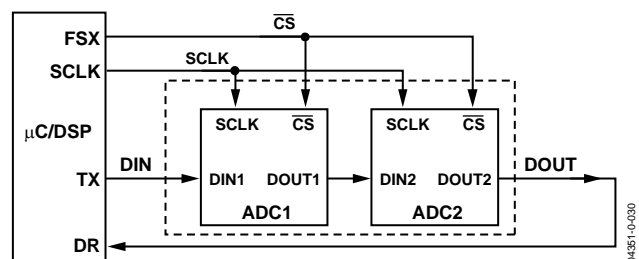 FSX
CS
SCLK
SCLK
μC/DSP
SCLK CS
SCLK CS
DIN
DOUT
TX
DIN1 DOUT1
DIN2 DOUT2
ADC1
ADC2
DR
04351-0-030